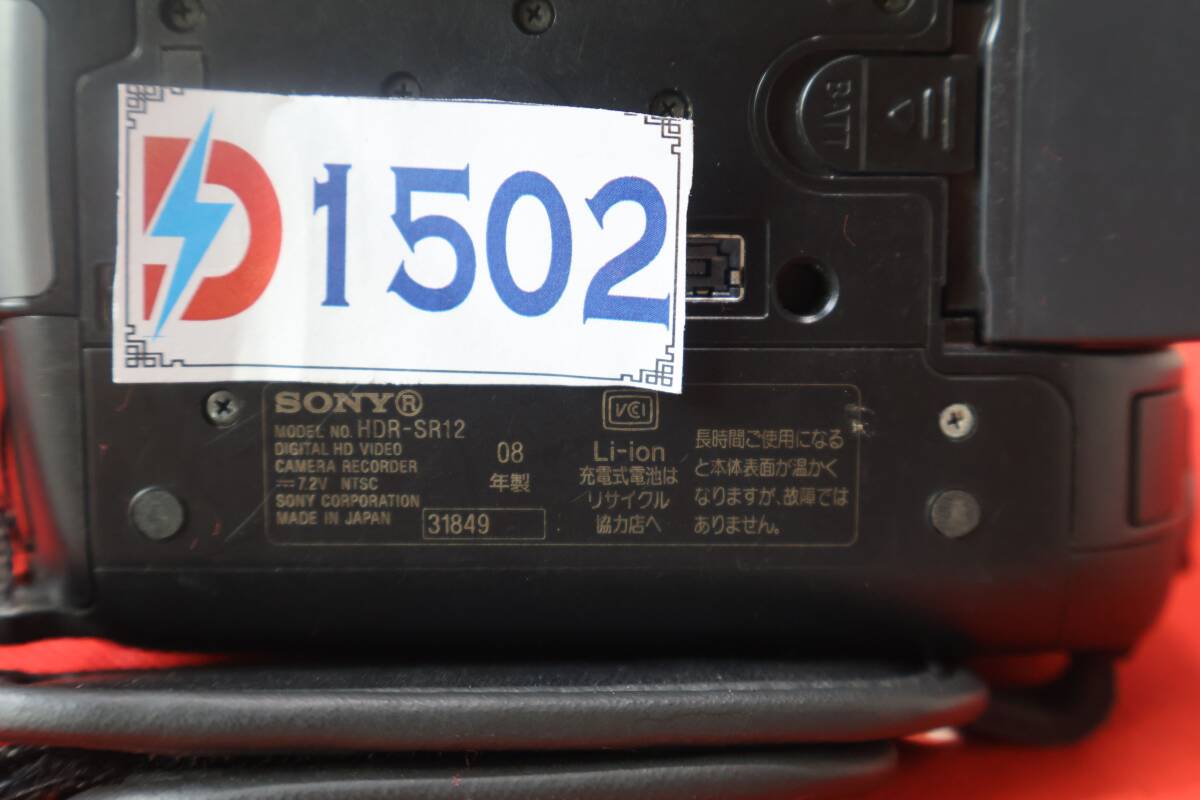 BATT
D 1502
SONY®
MODEL NO. HDR-SR12
DIGITAL HD VIDEO
CAMERA RECORDER
⎓7.2V NTSC
SONY CORPORATION
MADE IN JAPAN
31849
08
年製
VCCI
Li-ion
充電式電池は
リサイクル
協力店へ
長時間ご使用になる
と本体表面が温かく
なりますが、故障では
ありません。